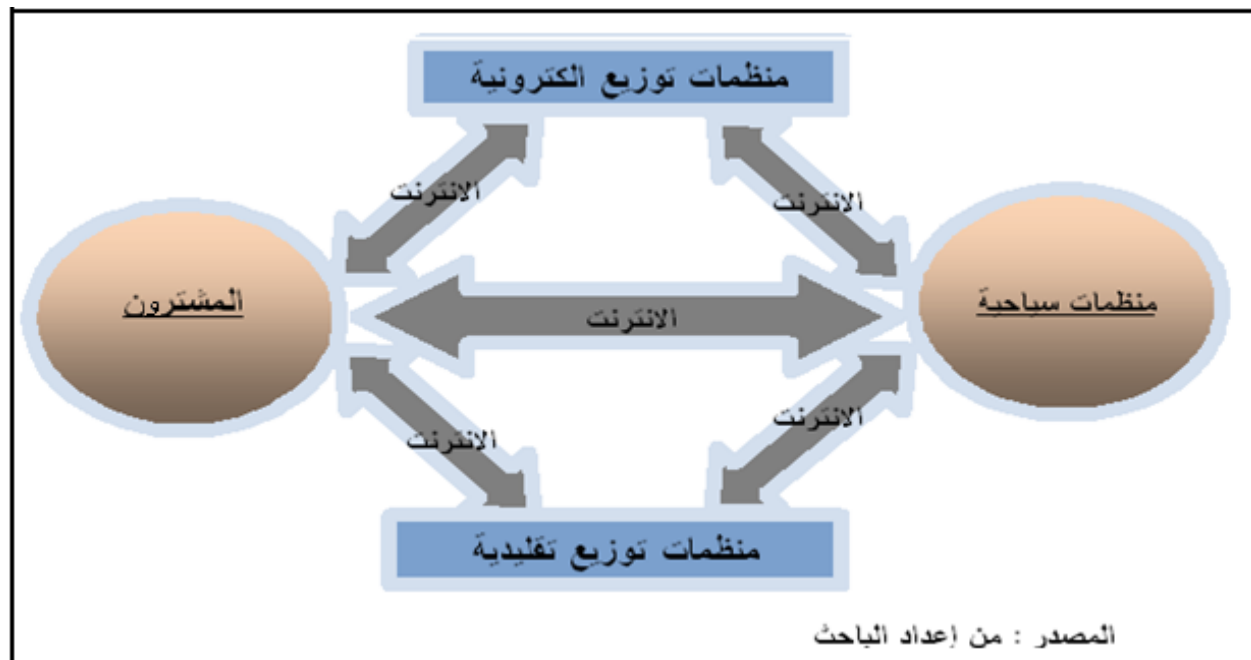 منظمات توزيع الكترونية
الانترنت
الانترنت
منظمات سياحية
الانترنت
المشترون
الانترنت
الانترنت
منظمات توزيع تقليدية
المصدر : من إعداد الباحث